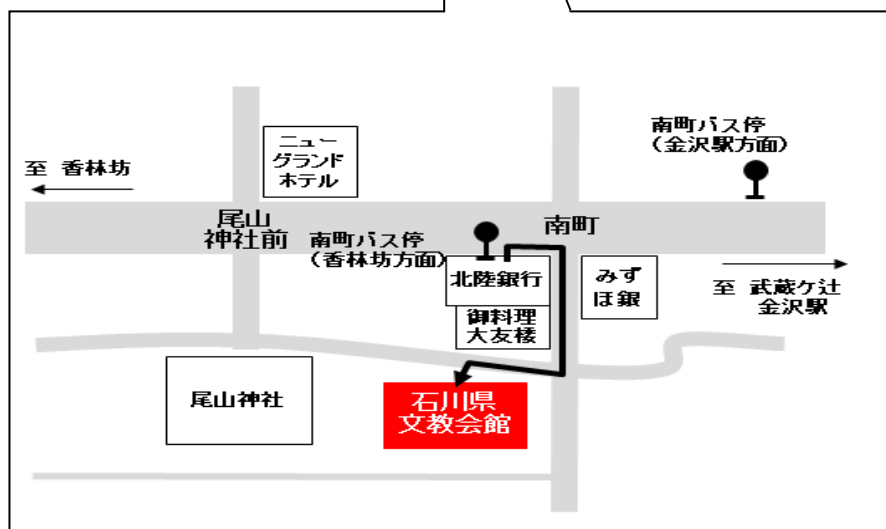 ニュー
グランド
ホテル
南町バス停
（金沢駅方面）
至 香林坊
尾山
神社前
南町バス停
（香林坊方面）
南町
北陸銀行
みず
ほ銀
至 武蔵ケ辻
金沢駅
御料理
大友楼
尾山神社
石川県
文教会館